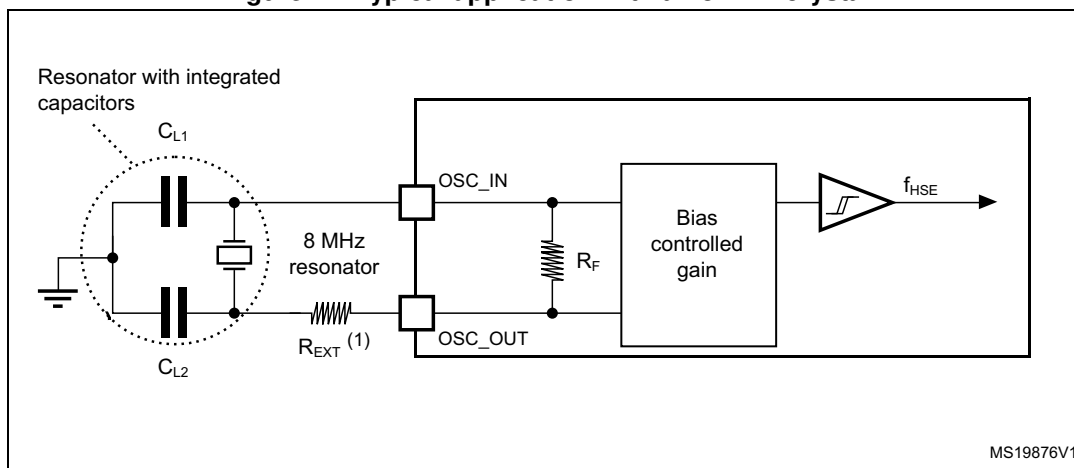 Resonator with integrated
capacitors
CL1
OSC_IN
fHSE
8 MHz
resonator
RF
Bias
controlled
gain
REXT (1)
OSC_OUT
CL2
MS19876V1